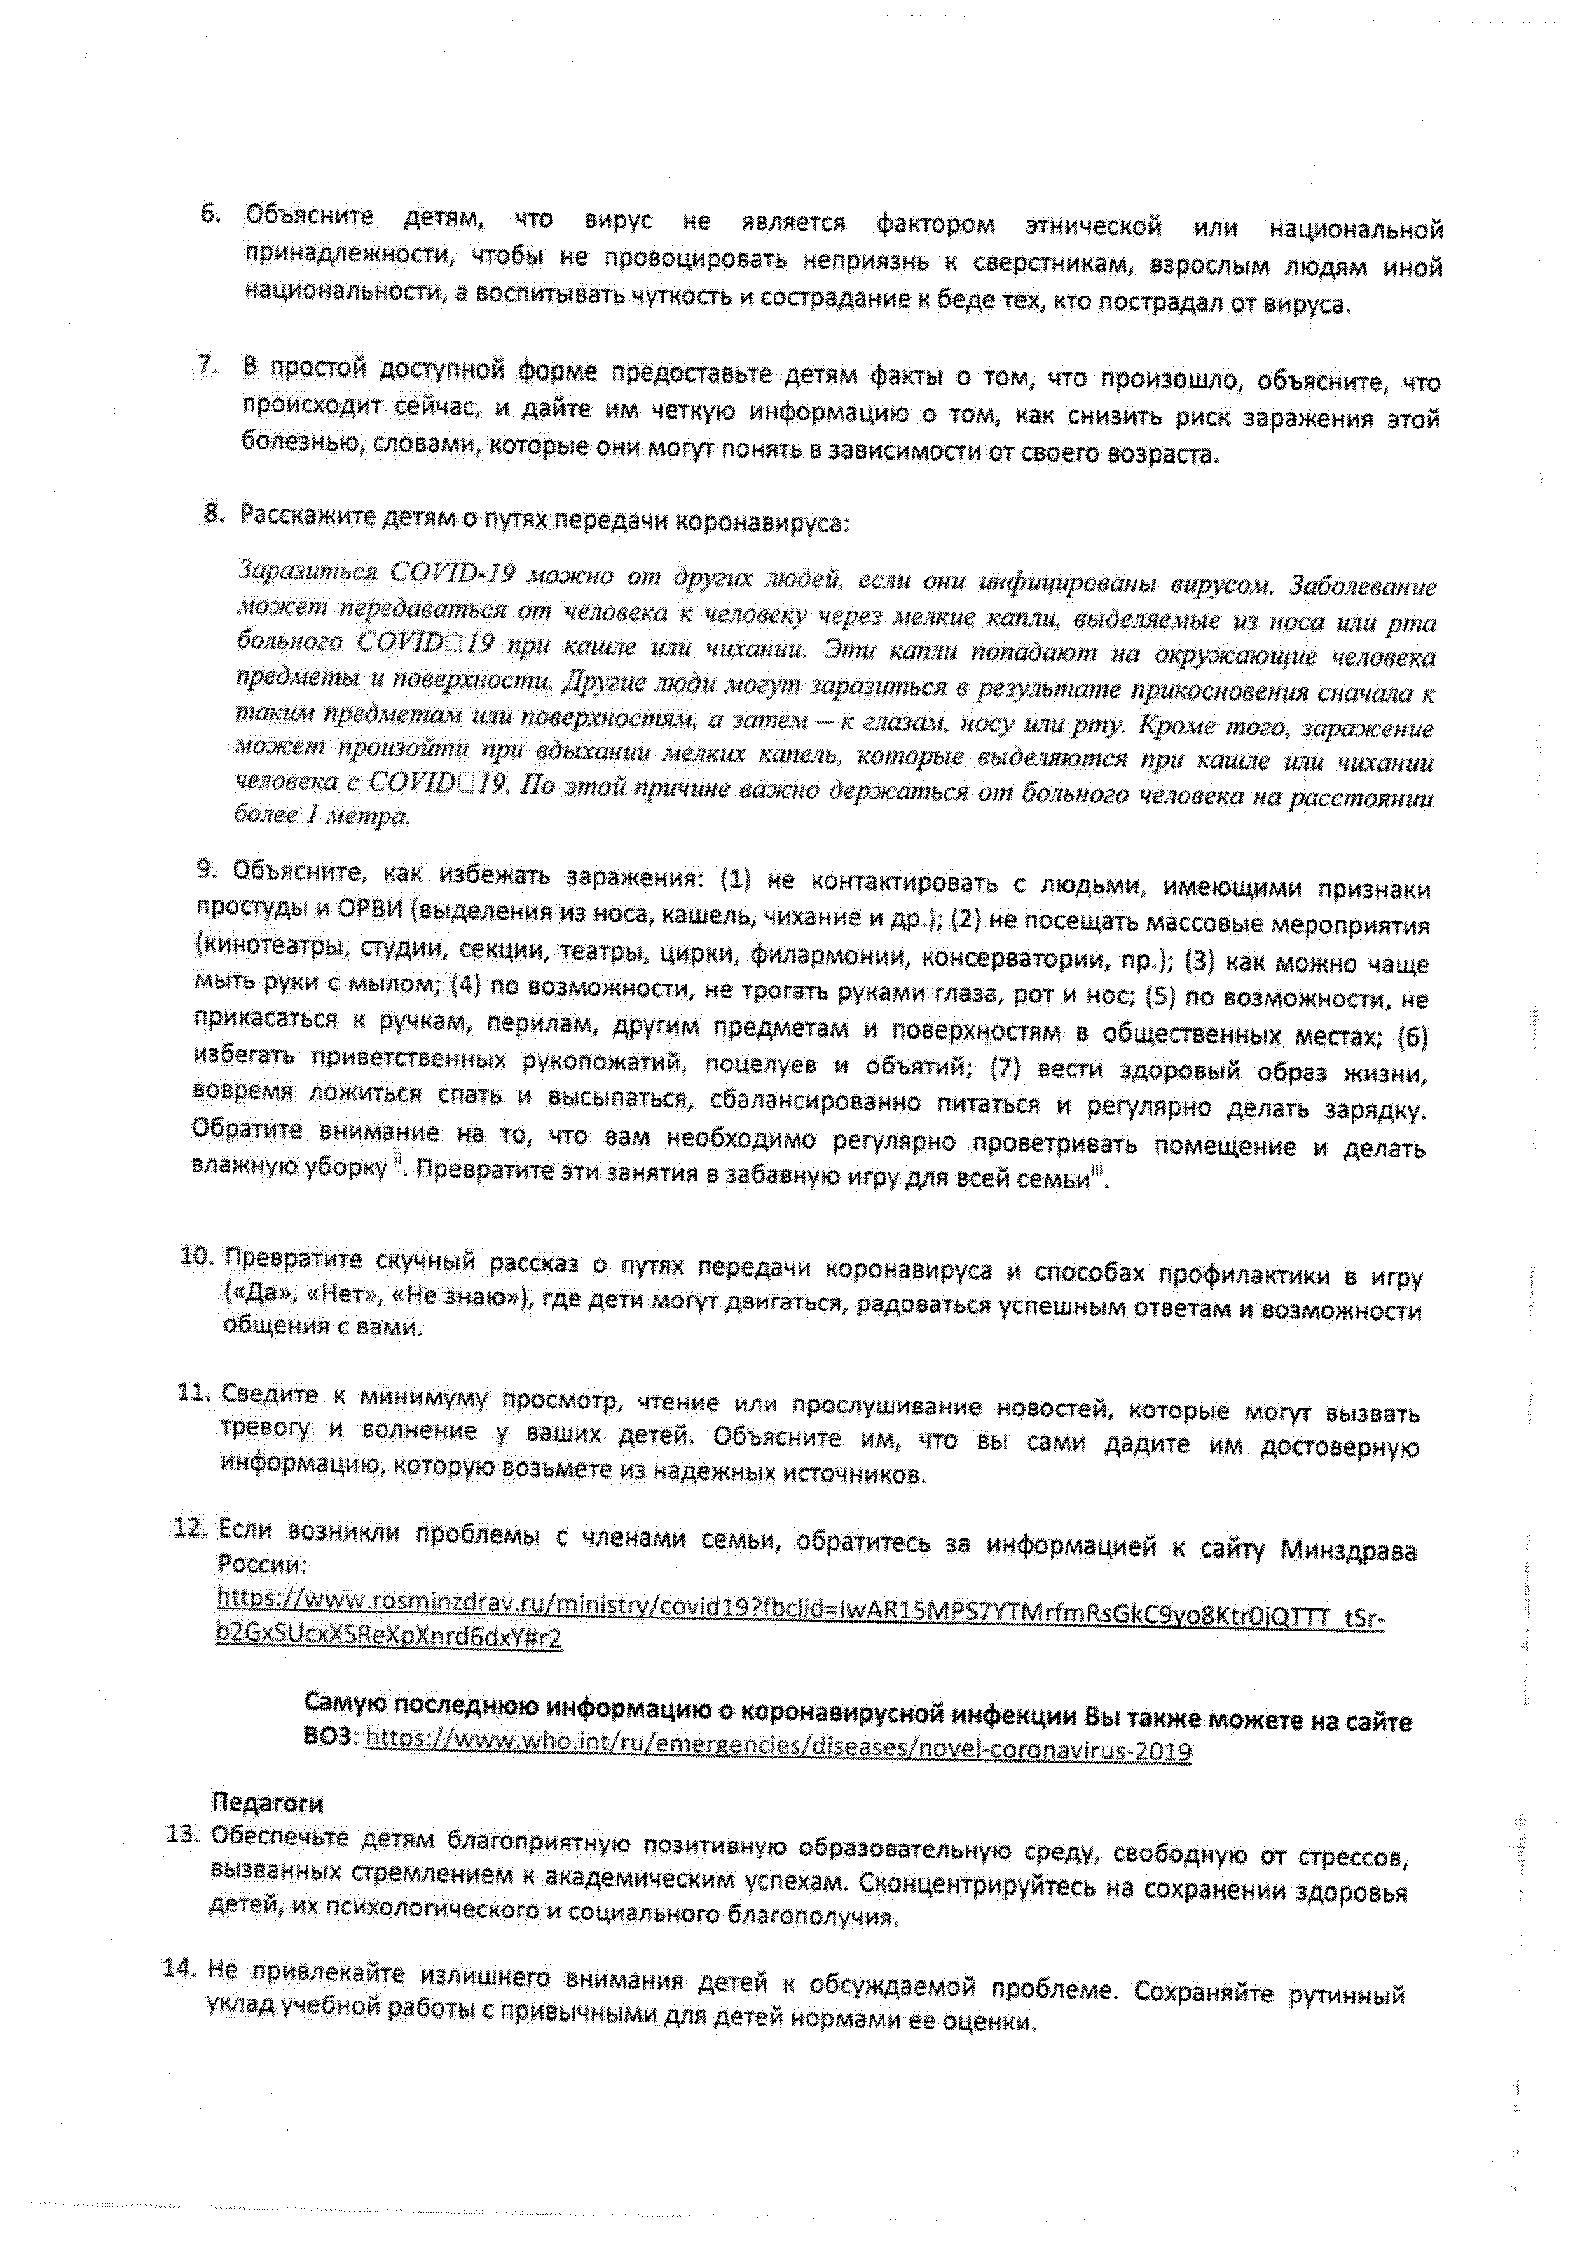 6. Объясните детям, что вирус не является фактором этнической или национальной
принадлежности, чтобы не провоцировать неприязнь к сверстникам, взрослым людям иной
национальности, а воспитывать чуткость и сострадание к беде тех, кто пострадал от вируса.
7. В простой доступной форме предоставьте детям факты о том, что произошло, объясните, что
происходит сейчас, и дайте им четкую информацию о том, как снизить риск заражения этой
болезнью, словами, которые они могут понять в зависимости от своего возраста.
8. Расскажите детям о путях передачи коронавируса:
Заразиться COVID-19 можно от других людей, если они инфицированы вирусом. Заболевание
может передаваться от человека к человеку через мелкие капли, выделяемые из носа или рта
больного COVID□19 при кашле или чихании. Эти капли попадают на окружающие человека
предметы и поверхности. Другие люди могут заразиться в результате прикосновения сначала к
таким предметам или поверхностям, а затем – к глазам, носу или рту. Кроме того, заражение
может произойти при вдыхании мелких капель, которые выделяются при кашле или чихании
человека с COVID□19. По этой причине важно держаться от больного человека на расстоянии
более 1 метра.
9. Объясните, как избежать заражения: (1) не контактировать с людьми, имеющими признаки
простуды и ОРВИ (выделения из носа, кашель, чихание и др.); (2) не посещать массовые мероприятия
(кинотеатры, студии, секции, театры, цирки, филармонии, консерватории, пр.); (3) как можно чаще
мыть руки с мылом; (4) по возможности, не трогать руками глаза, рот и нос; (5) по возможности, не
прикасаться к ручкам, перилам, другим предметам и поверхностям в общественных местах; (6)
избегать приветственных рукопожатий, поцелуев и объятий; (7) вести здоровый образ жизни,
вовремя ложиться спать и высыпаться, сбалансированно питаться и регулярно делать зарядку.
Обратите внимание на то, что вам необходимо регулярно проветривать помещение и делать
влажную уборку ii. Превратите эти занятия в забавную игру для всей семьи iii.
10. Превратите скучный рассказ о путях передачи коронавируса и способах профилактики в игру
(«Да», «Нет», «Не знаю»), где дети могут двигаться, радоваться успешным ответам и возможности
общения с вами.
11. Сведите к минимуму просмотр, чтение или прослушивание новостей, которые могут вызвать
тревогу и волнение у ваших детей. Объясните им, что вы сами дадите им достоверную
информацию, которую возьмете из надежных источников.
12. Если возникли проблемы с членами семьи, обратитесь за информацией к сайту Минздрава
России:
https://www.rosminzdrav.ru/ministry/covid19?fbclid=IwAR15MPS7YTMrfmRsGkC9yo8KtrOjQTTT_tSr-
b2GxSUcxXSReXpXnrd6dxY#r2
Самую последнюю информацию о коронавирусной инфекции Вы также можете на сайте
ВОЗ: https://www.who.int/ru/emergencies/diseases/novel-coronavirus-2019
Педагоги
13. Обеспечьте детям благоприятную позитивную образовательную среду, свободную от стрессов,
вызванных стремлением к академическим успехам. Сконцентрируйтесь на сохранении здоровья
детей, их психологического и социального благополучия.
14. Не привлекайте излишнего внимания детей к обсуждаемой проблеме. Сохраняйте рутинный
уклад учебной работы с привычными для детей нормами ее оценки.